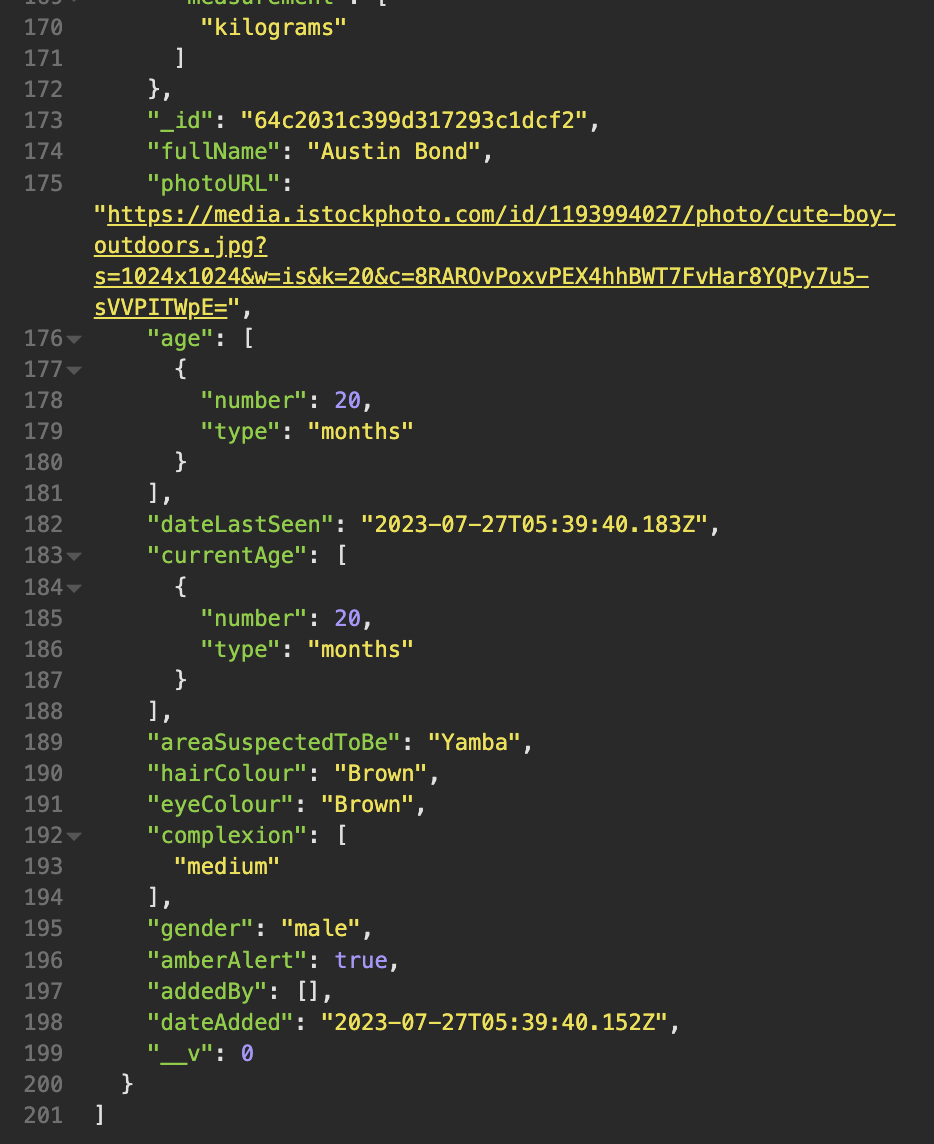 169 "measurement": [
170 "kilograms"
171 ]
172 },
173 "_id": "64c2031c399d317293c1dcf2",
174 "fullName": "Austin Bond",
175 "photoURL":
"https://media.istockphoto.com/id/1193994027/photo/cute-boy-
outdoors.jpg?
s=1024x1024&w=is&k=20&c=8RAROvPoxvPEX4hhBWT7FvHar8YQPy7u5-
sVVPITWpE=",
176 "age": [
177 {
178 "number": 20,
179 "type": "months"
180 }
181 ],
182 "dateLastSeen": "2023-07-27T05:39:40.183Z",
183 "currentAge": [
184 {
185 "number": 20,
186 "type": "months"
187 }
188 ],
189 "areaSuspectedToBe": "Yamba",
190 "hairColour": "Brown",
191 "eyeColour": "Brown",
192 "complexion": [
193 "medium"
194 ],
195 "gender": "male",
196 "amberAlert": true,
197 "addedBy": [],
198 "dateAdded": "2023-07-27T05:39:40.152Z",
199 "__v": 0
200 }
201 ]